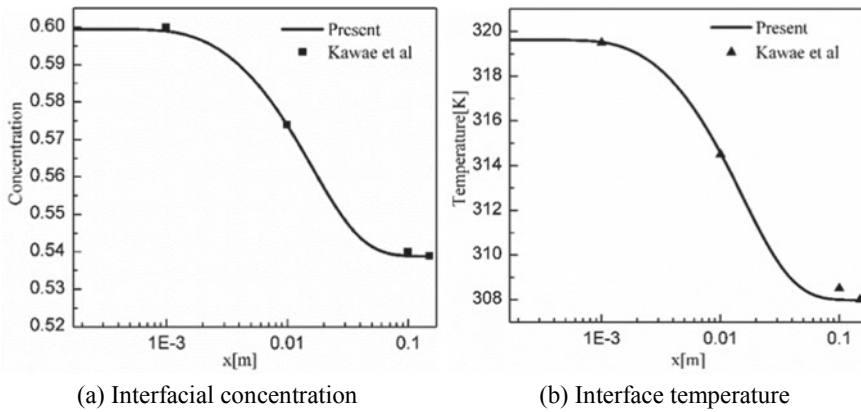 0.60
0.59
0.58
0.57
0.56
0.55
0.54
0.53
0.52
Concentration
1E-3
0.01
0.1
x[m]
Present
Kawae et al
320
318
316
314
312
310
308
Temperature[K]
1E-3
0.01
0.1
x[m]
Present
Kawae et al
(a) Interfacial concentration
(b) Interface temperature